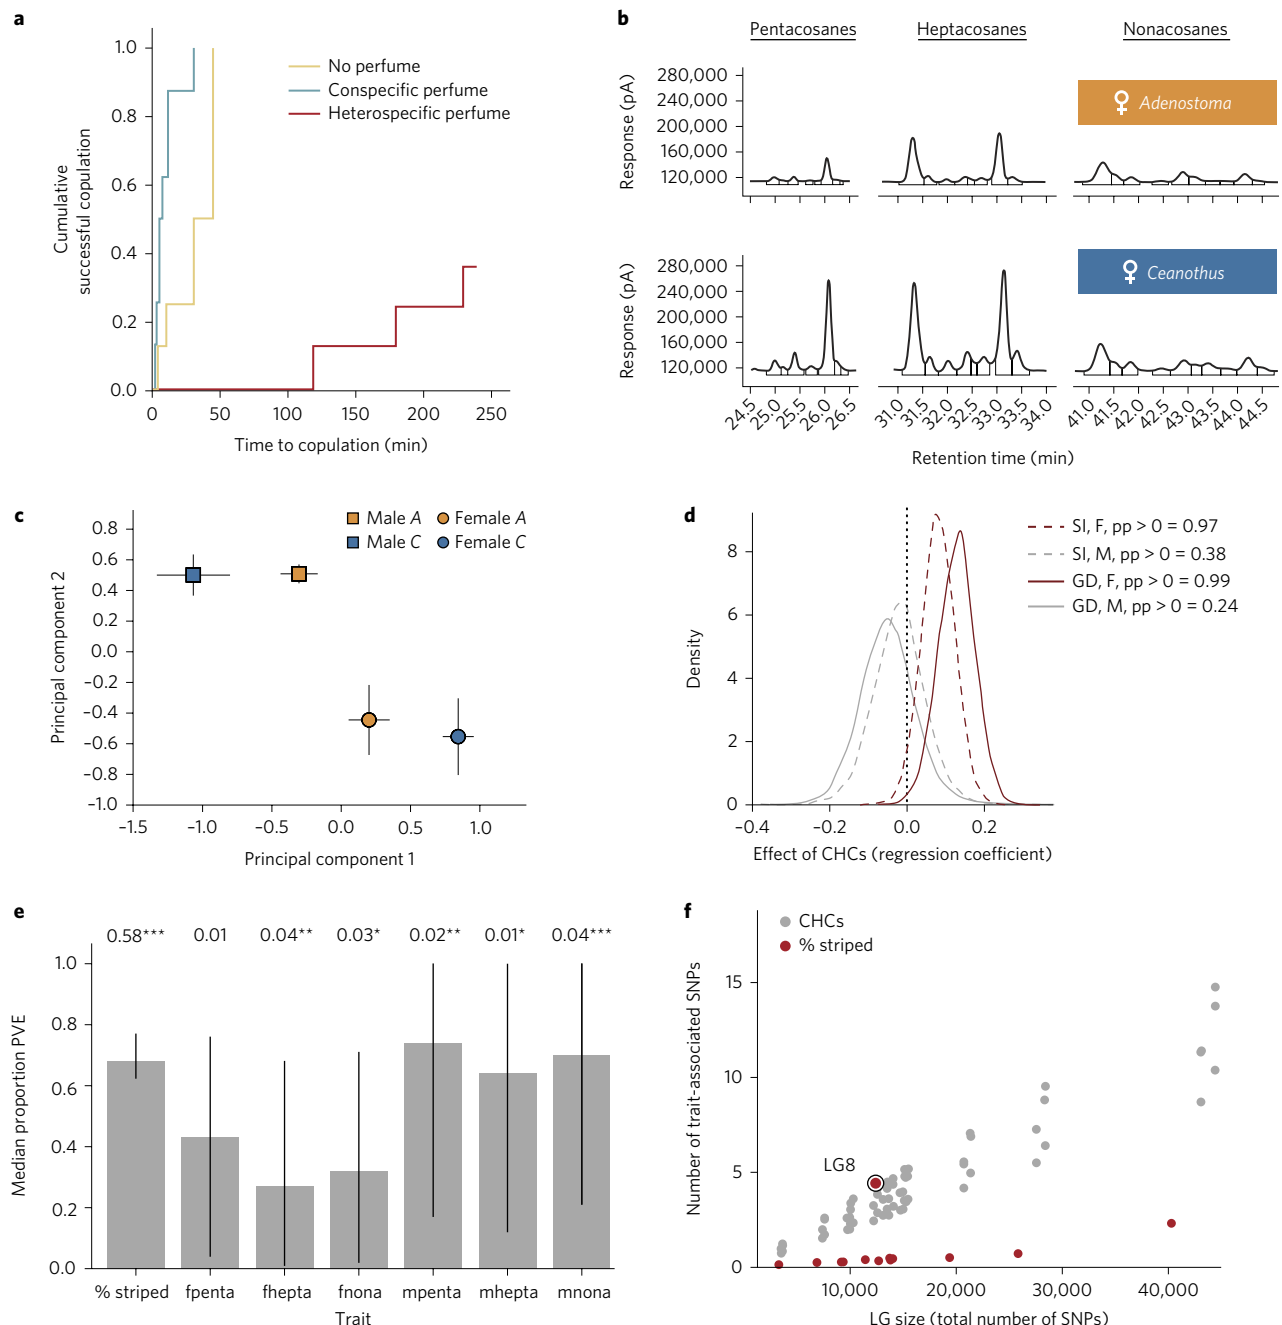 a
1.0
0.8
0.6
0.4
0.2
0.0
0
50
100
150
200
250
Cumulative
successful copulation
Time to copulation (min)
No perfume
Conspecific perfume
Heterospecific perfume
b
Pentacosanes
Heptacosanes
Nonacosanes
280,000
240,000
200,000
160,000
120,000
Response (pA)
♀ Adenostoma
280,000
240,000
200,000
160,000
120,000
Response (pA)
♀ Ceanothus
24.5
25.0
25.5
26.0
26.5
31.0
31.5
32.0
32.5
33.0
33.5
34.0
41.0
41.5
42.0
42.5
43.0
43.5
44.0
44.5
Retention time (min)
c
Male A
Female A
Male C
Female C
0.8
0.6
0.4
0.2
0.0
–0.2
–0.4
–0.6
–0.8
–1.0
Principal component 2
–1.5
–1.0
–0.5
0.0
0.5
1.0
Principal component 1
d
SI, F, pp > 0 = 0.97
SI, M, pp > 0 = 0.38
GD, F, pp > 0 = 0.99
GD, M, pp > 0 = 0.24
8
6
4
2
0
Density
–0.4
–0.2
0.0
0.2
Effect of CHCs (regression coefficient)
e
0.58***
0.01
0.04**
0.03*
0.02**
0.01*
0.04***
1.0
0.8
0.6
0.4
0.2
0.0
Median proportion PVE
% striped
fpenta
fhepta
fnona
mpenta
mhepta
mnona
Trait
f
CHCs
% striped
15
10
5
0
Number of trait-associated SNPs
LG8
10,000
20,000
30,000
40,000
LG size (total number of SNPs)